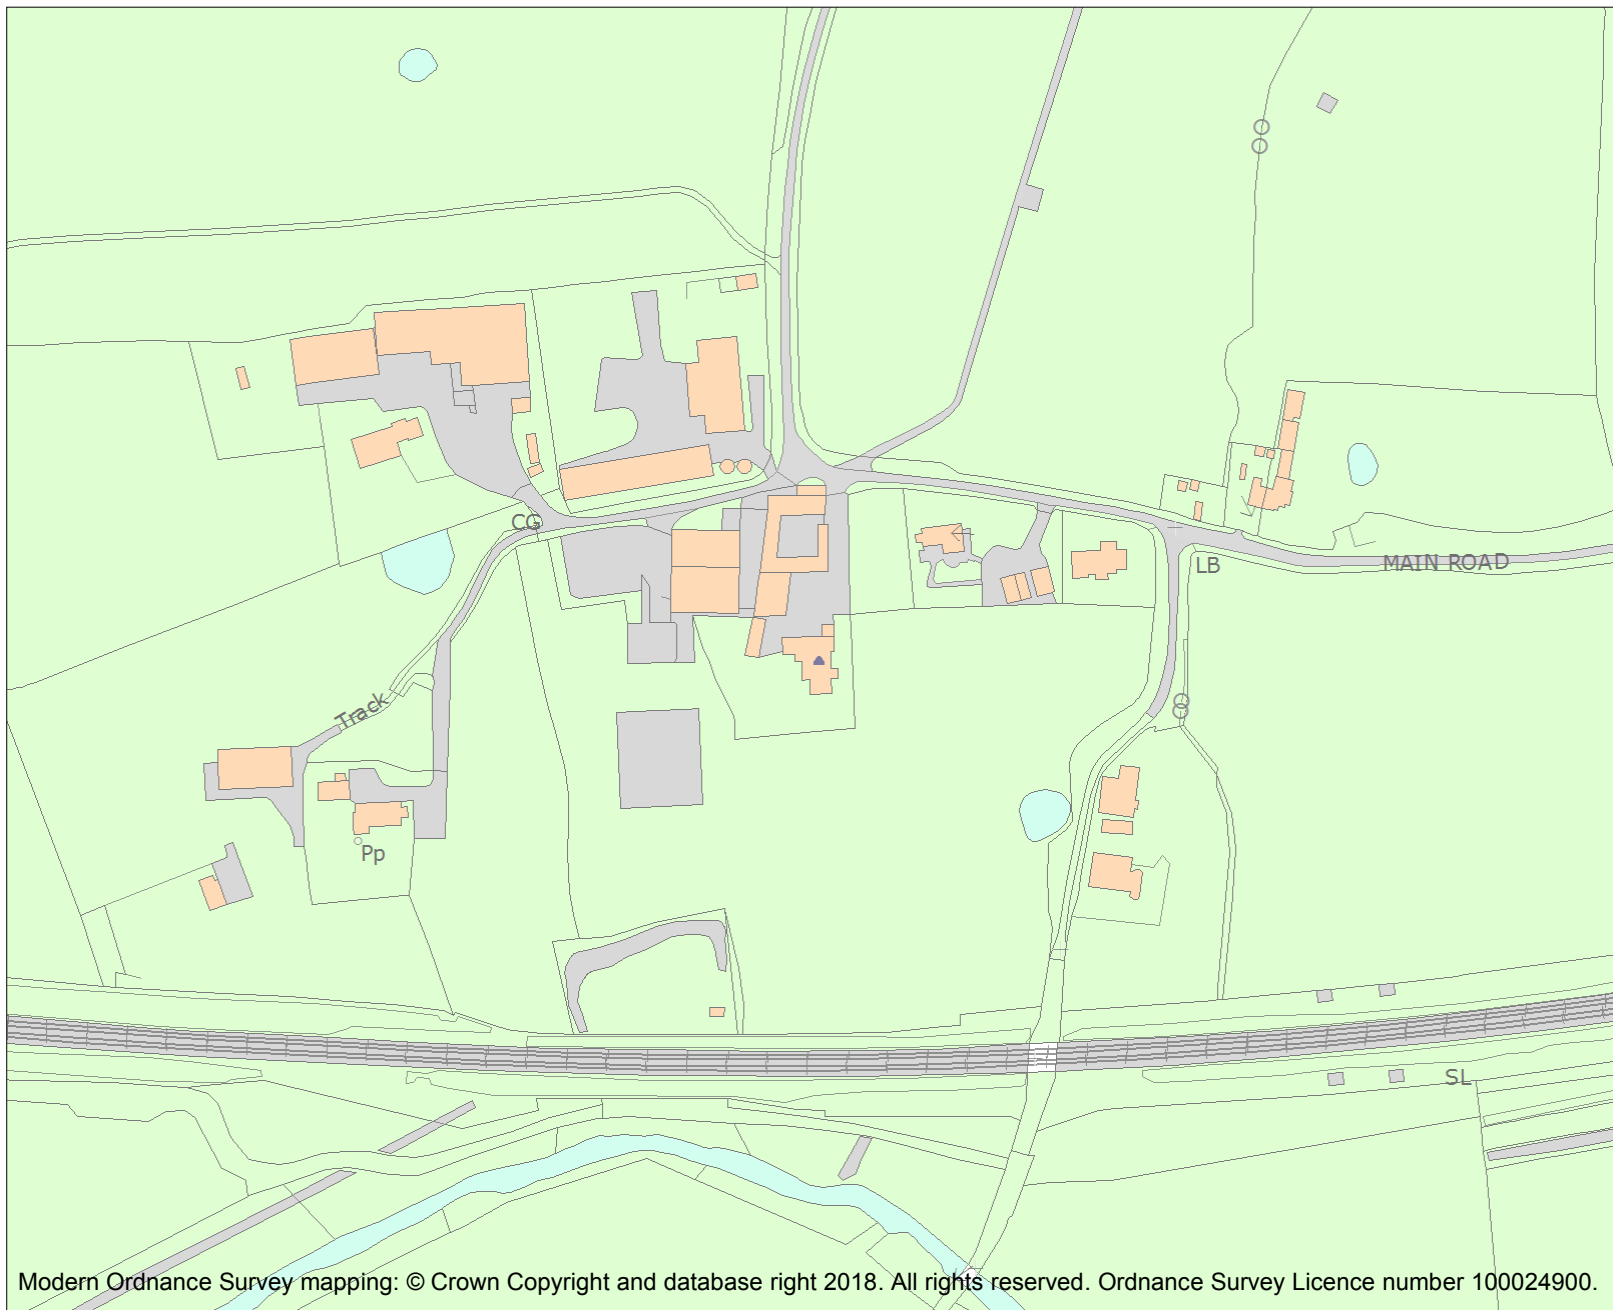 CG
LB
MAIN ROAD
Track
Pp
SL
Modern Ordnance Survey mapping: © Crown Copyright and database right 2018. All rights reserved. Ordnance Survey Licence number 100024900.